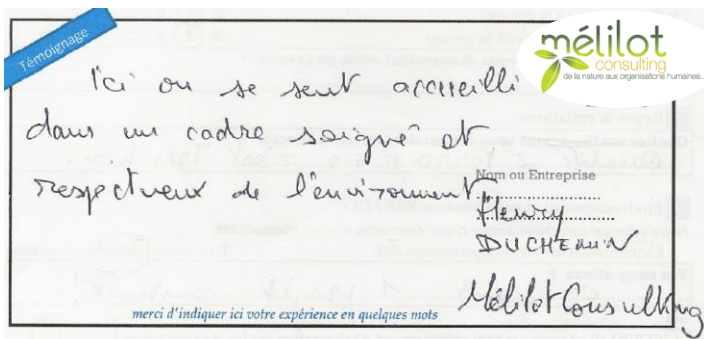 Témoignage
mélilot
consulting
de la nature aux organisations humaines...
Ici on se sent accueilli
dans un cadre soigné et
respectueux de l'environnement
Nom ou Entreprise
Fleury
DUCHEMIN
Mélilot Consulting
merci d'indiquer ici votre expérience en quelques mots